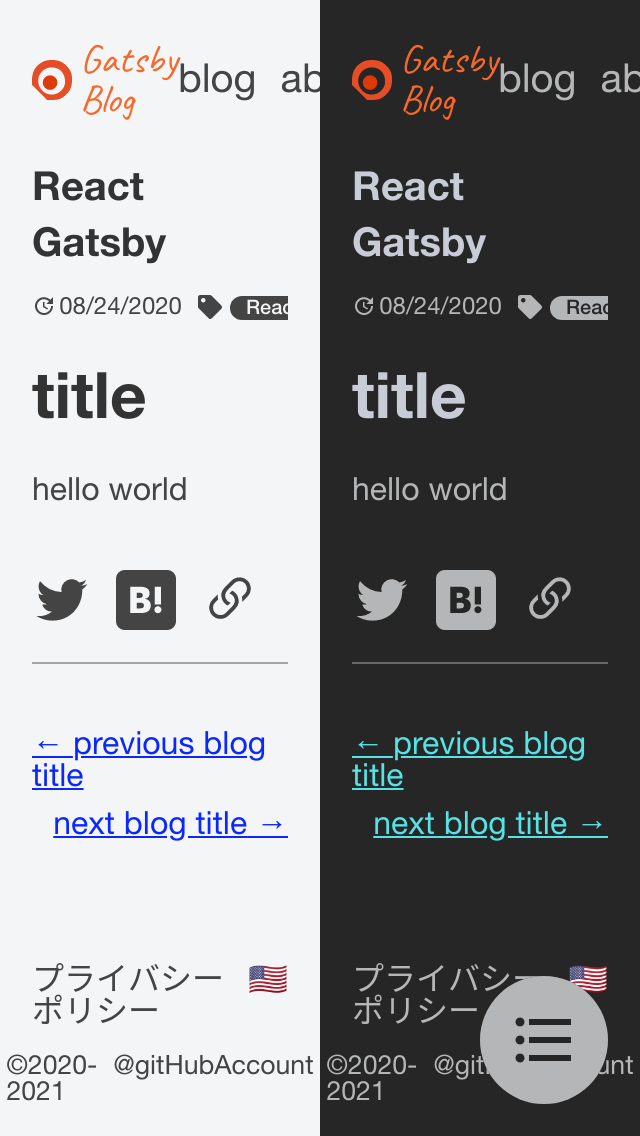 Gatsby
Blog
blog ab
React
Gatsby
08/24/2020 Reac
title
hello world
B!
← previous blog
title
next blog title →
プライバシー
ポリシー
©2020-
2021
@gitHubAccount
Gatsby
Blog
blog ab
React
Gatsby
08/24/2020 Reac
title
hello world
B!
← previous blog
title
next blog title →
プライバシー
ポリシー
©2020-
2021
@git unt